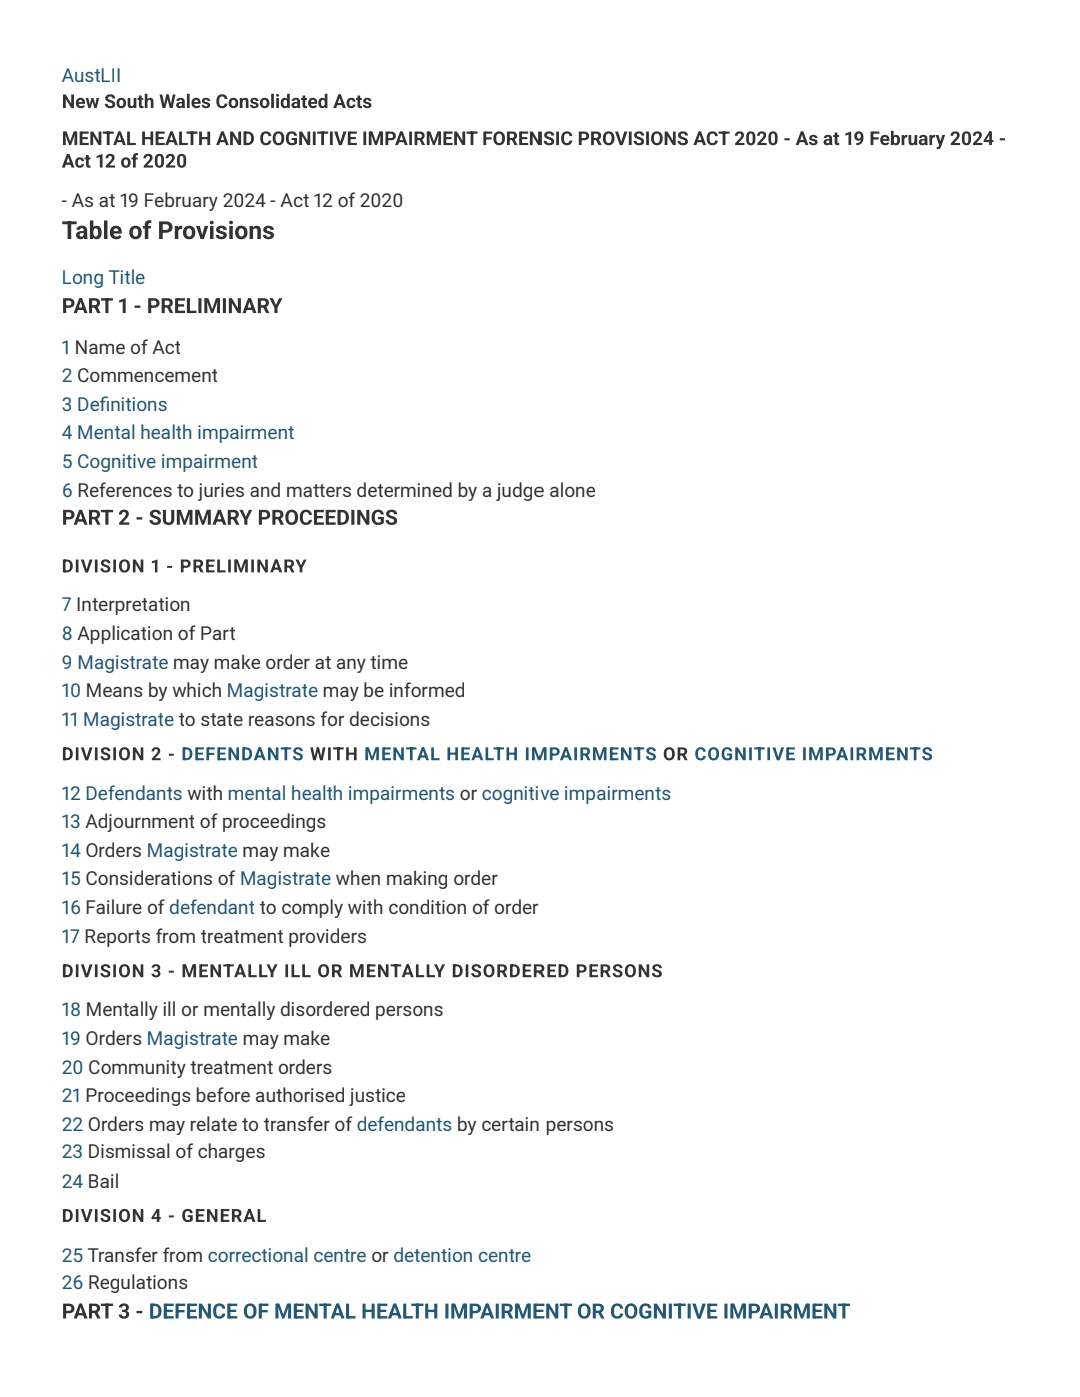 AustLII
New South Wales Consolidated Acts
MENTAL HEALTH AND COGNITIVE IMPAIRMENT FORENSIC PROVISIONS ACT 2020 - As at 19 February 2024 -
Act 12 of 2020
- As at 19 February 2024 - Act 12 of 2020
Table of Provisions
Long Title
PART 1 - PRELIMINARY
1 Name of Act
2 Commencement
3 Definitions
4 Mental health impairment
5 Cognitive impairment
6 References to juries and matters determined by a judge alone
PART 2 - SUMMARY PROCEEDINGS
DIVISION 1 - PRELIMINARY
7 Interpretation
8 Application of Part
9 Magistrate may make order at any time
10 Means by which Magistrate may be informed
11 Magistrate to state reasons for decisions
DIVISION 2 - DEFENDANTS WITH MENTAL HEALTH IMPAIRMENTS OR COGNITIVE IMPAIRMENTS
12 Defendants with mental health impairments or cognitive impairments
13 Adjournment of proceedings
14 Orders Magistrate may make
15 Considerations of Magistrate when making order
16 Failure of defendant to comply with condition of order
17 Reports from treatment providers
DIVISION 3 - MENTALLY ILL OR MENTALLY DISORDERED PERSONS
18 Mentally ill or mentally disordered persons
19 Orders Magistrate may make
20 Community treatment orders
21 Proceedings before authorised justice
22 Orders may relate to transfer of defendants by certain persons
23 Dismissal of charges
24 Bail
DIVISION 4 - GENERAL
25 Transfer from correctional centre or detention centre
26 Regulations
PART 3 - DEFENCE OF MENTAL HEALTH IMPAIRMENT OR COGNITIVE IMPAIRMENT